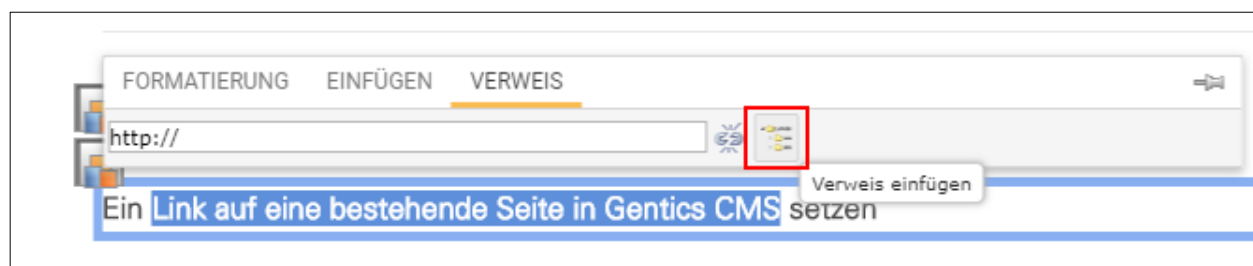 FORMATIERUNG EINFÜGEN VERWEIS
http://
Verweis einfügen
Ein Link auf eine bestehende Seite in Gentics CMS setzen